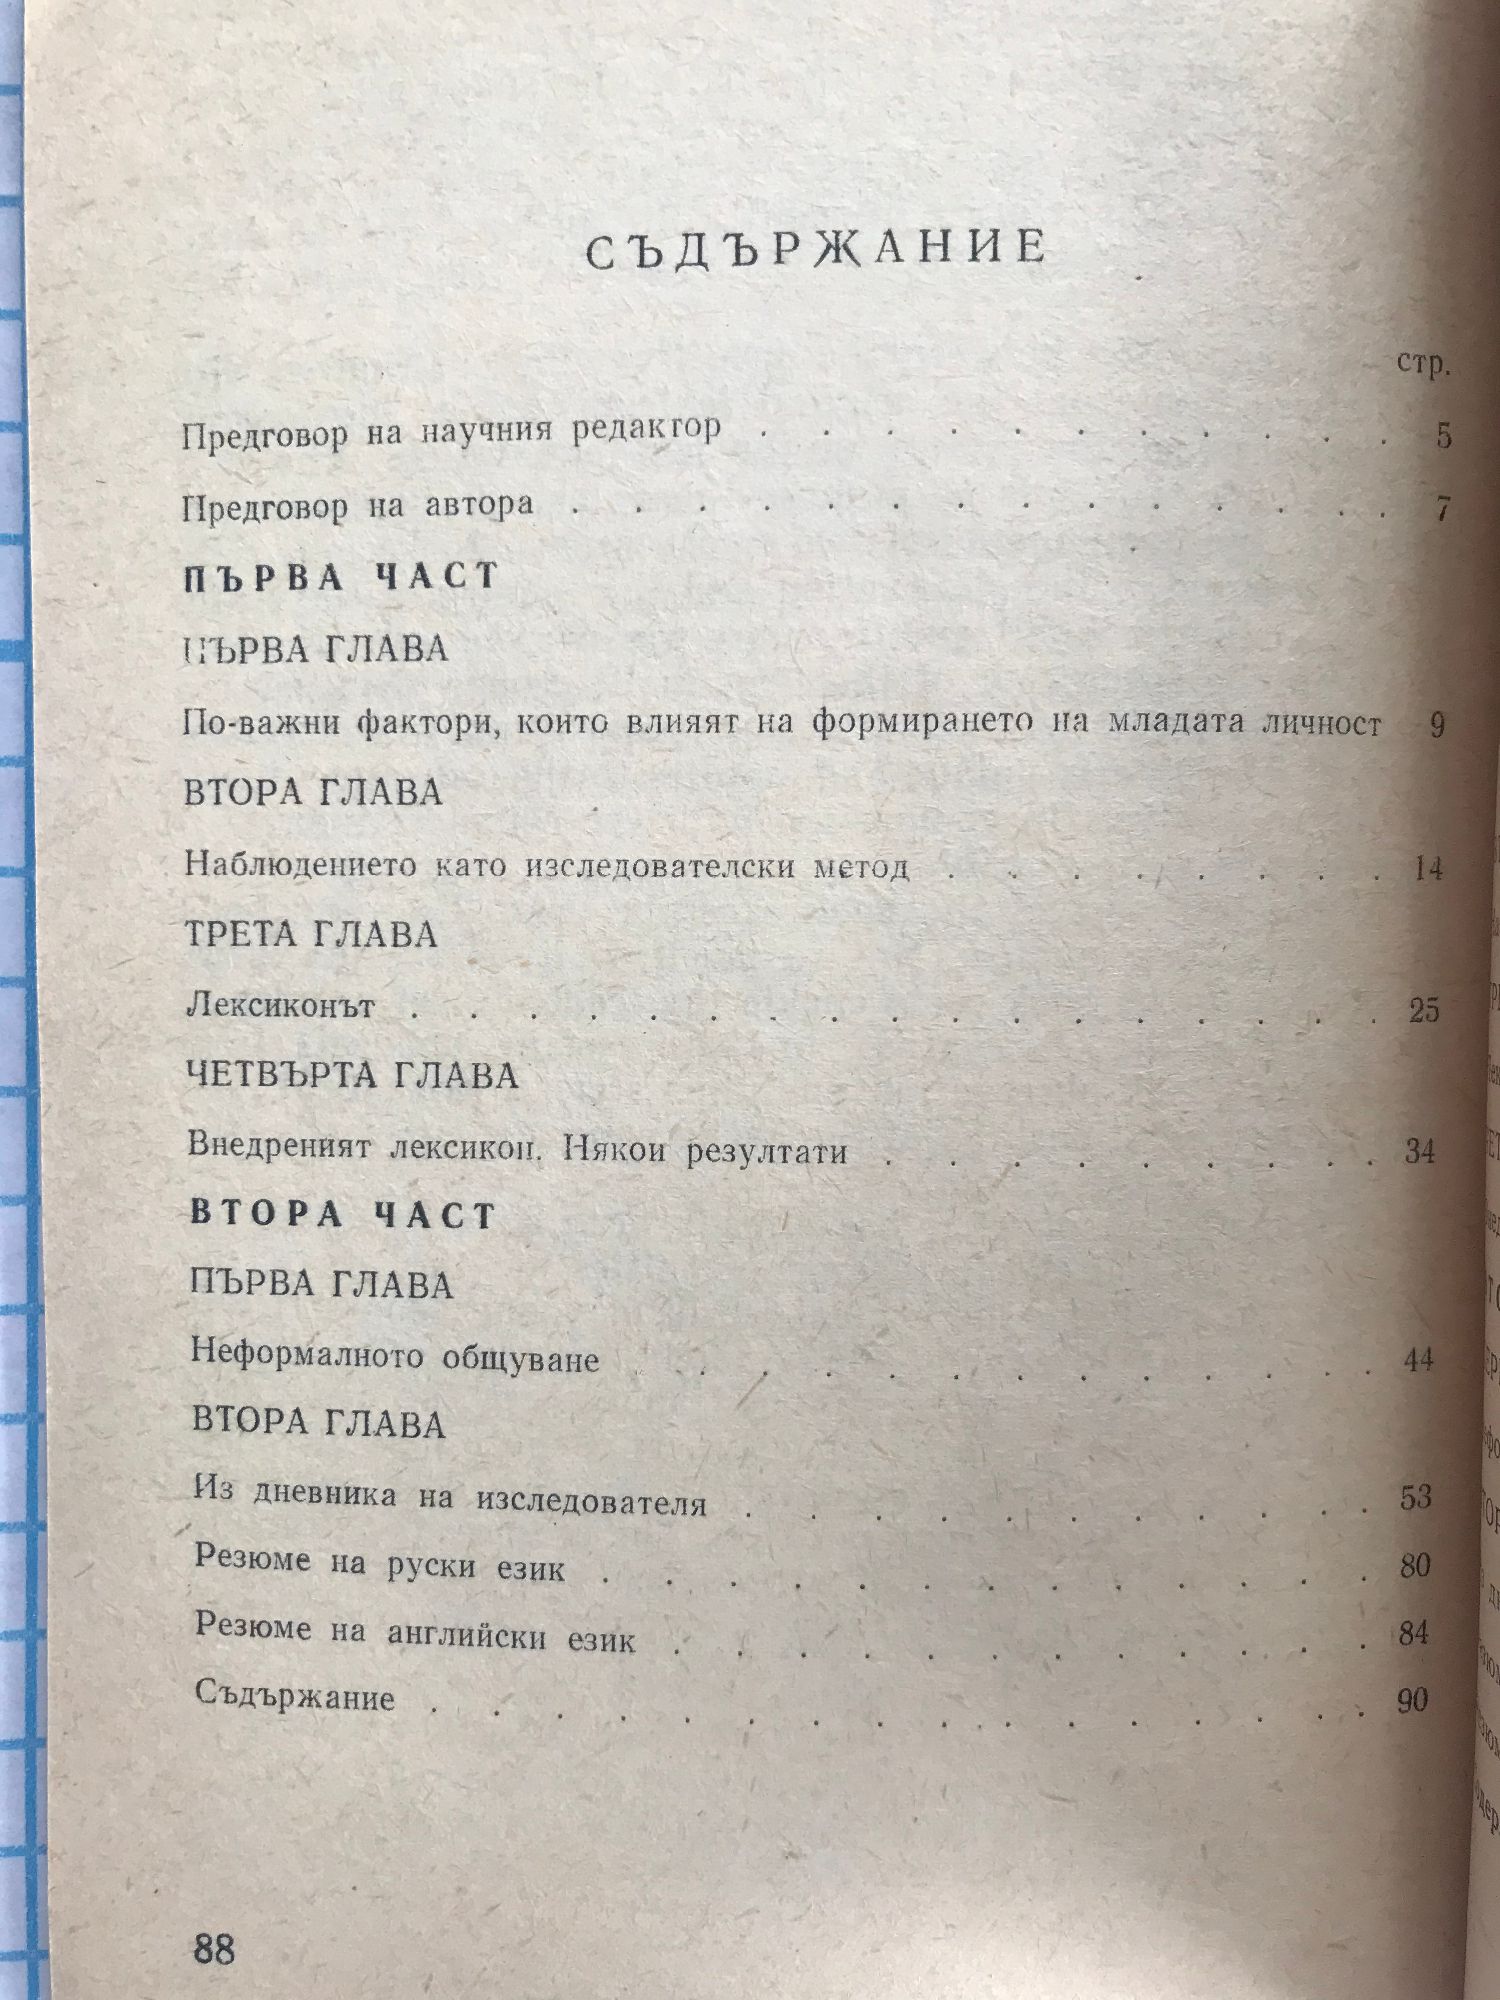 СЪДЪРЖАНИЕ
стр.
Предговор на научния редактор . . . . . . . . . . . 5
Предговор на автора . . . . . . . . . . . . . . 7
ПЪРВА ЧАСТ
ПЪРВА ГЛАВА
По-важни фактори, които влияят на формирането на младата личност 9
ВТОРА ГЛАВА
Наблюдението като изследователски метод . . . . . . . . 14
ТРЕТА ГЛАВА
Лексиконът . . . . . . . . . . . . . . . . . 25
ЧЕТВЪРТА ГЛАВА
Внедреният лексикон. Някои резултати . . . . . . . . . 34
ВТОРА ЧАСТ
ПЪРВА ГЛАВА
Неформалното общуване . . . . . . . . . . . . . 44
ВТОРА ГЛАВА
Из дневника на изследователя . . . . . . . . . . . 53
Резюме на руски език . . . . . . . . . . . . . 80
Резюме на английски език . . . . . . . . . . . . 84
Съдържание . . . . . . . . . . . . . . . . . 90
88